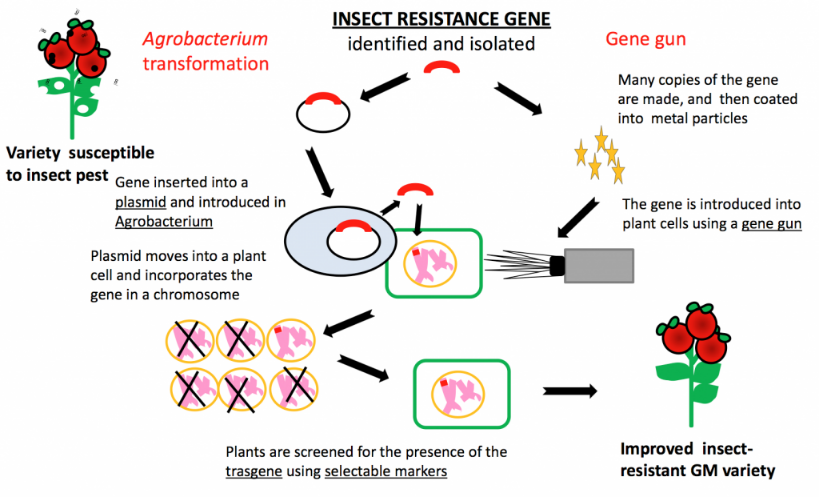 INSECT RESISTANCE GENE
identified and isolated
Agrobacterium
transformation
Gene gun
Many copies of the gene
are made, and then coated
into metal particles
Variety susceptible
to insect pest
Gene inserted into a
plasmid and introduced in
Agrobacterium
The gene is introduced into
plant cells using a gene gun
Plasmid moves into a plant
cell and incorporates the
gene in a chromosome
Plants are screened for the presence of the
trasgene using selectable markers
Improved insect-
resistant GM variety